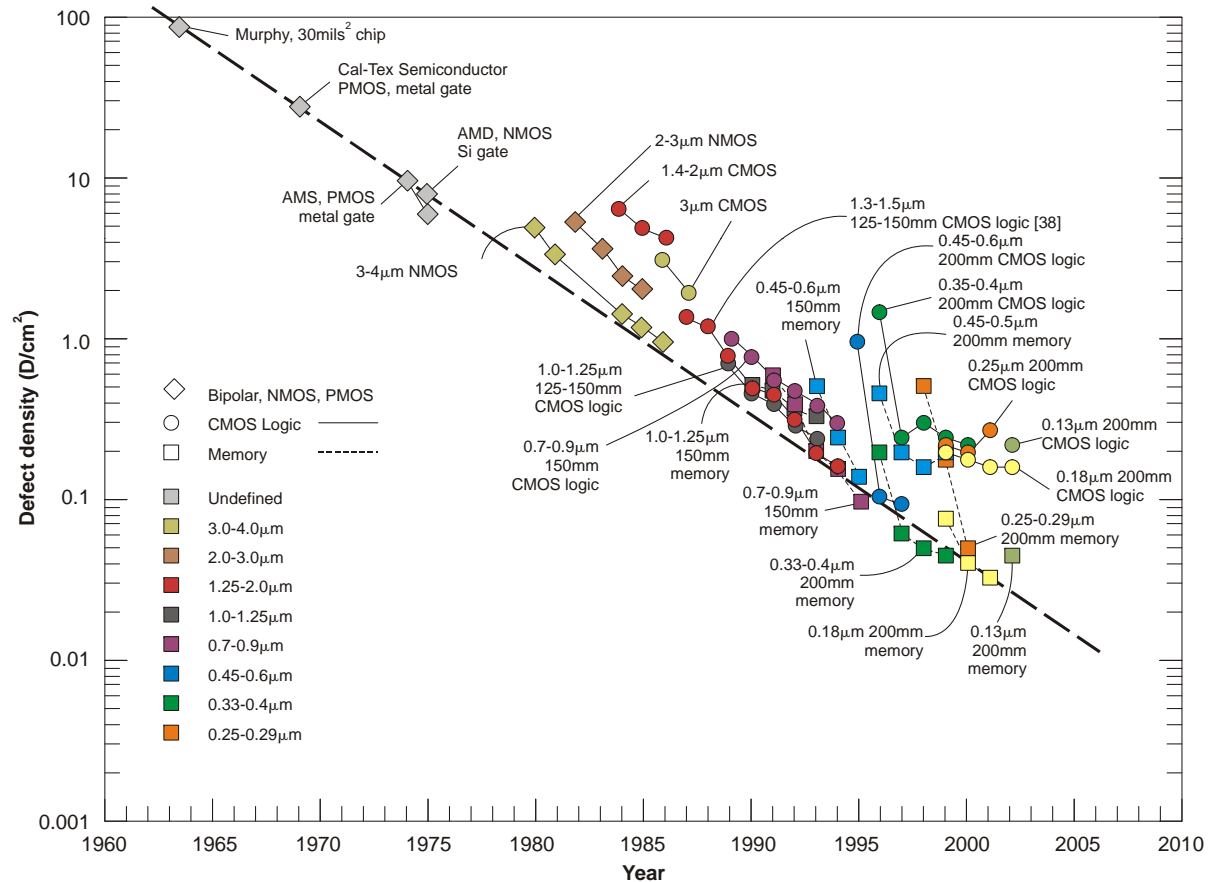 100
10
1.0
0.1
0.01
0.001
Defect density (D/cm²)
1960
1965
1970
1975
1980
1985
1990
1995
2000
2005
2010
Year
Murphy, 30mils² chip
Cal-Tex Semiconductor
PMOS, metal gate
AMD, NMOS
Si gate
AMS, PMOS
metal gate
3-4µm NMOS
2-3µm NMOS
1.4-2µm CMOS
3µm CMOS
1.3-1.5µm
125-150mm CMOS logic [38]
0.45-0.6µm
200mm CMOS logic
0.35-0.4µm
200mm CMOS logic
0.45-0.5µm
200mm memory
0.25µm 200mm
CMOS logic
0.13µm 200mm
CMOS logic
0.18µm 200mm
CMOS logic
0.45-0.6µm
150mm
memory
1.0-1.25µm
125-150mm
CMOS logic
0.7-0.9µm
150mm
CMOS logic
1.0-1.25µm
150mm
memory
0.7-0.9µm
150mm
memory
0.33-0.4µm
200mm
memory
0.25-0.29µm
200mm memory
0.18µm 200mm
memory
0.13µm
200mm
memory
Bipolar, NMOS, PMOS
CMOS Logic
Memory
Undefined
3.0-4.0µm
2.0-3.0µm
1.25-2.0µm
1.0-1.25µm
0.7-0.9µm
0.45-0.6µm
0.33-0.4µm
0.25-0.29µm